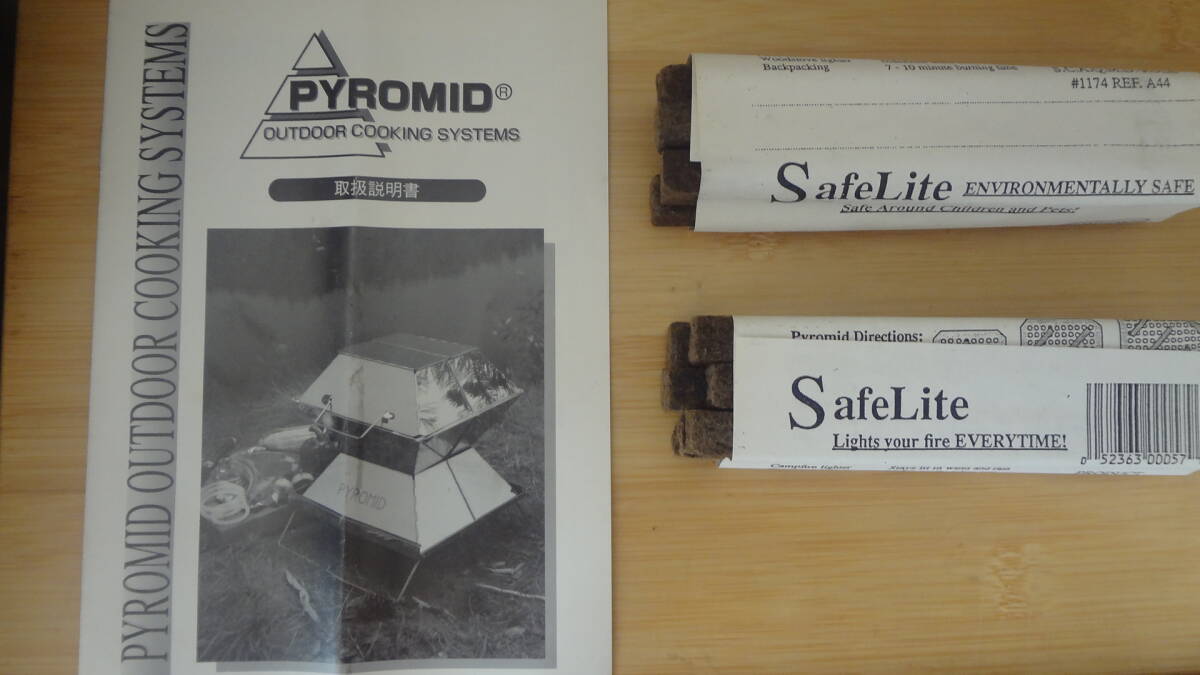 PYROMID OUTDOOR COOKING SYSTEMS
PYROMID®
OUTDOOR COOKING SYSTEMS
取扱説明書
PYROMID
Backpacking
7 - 10 minute burning time
#1174 REF. A44
SafeLite ENVIRONMENTALLY SAFE
Safe Around Children and Pets!
Pyromid Directions:
SafeLite
Lights your fire EVERYTIME!
0 52363 00057
Campfire lighter